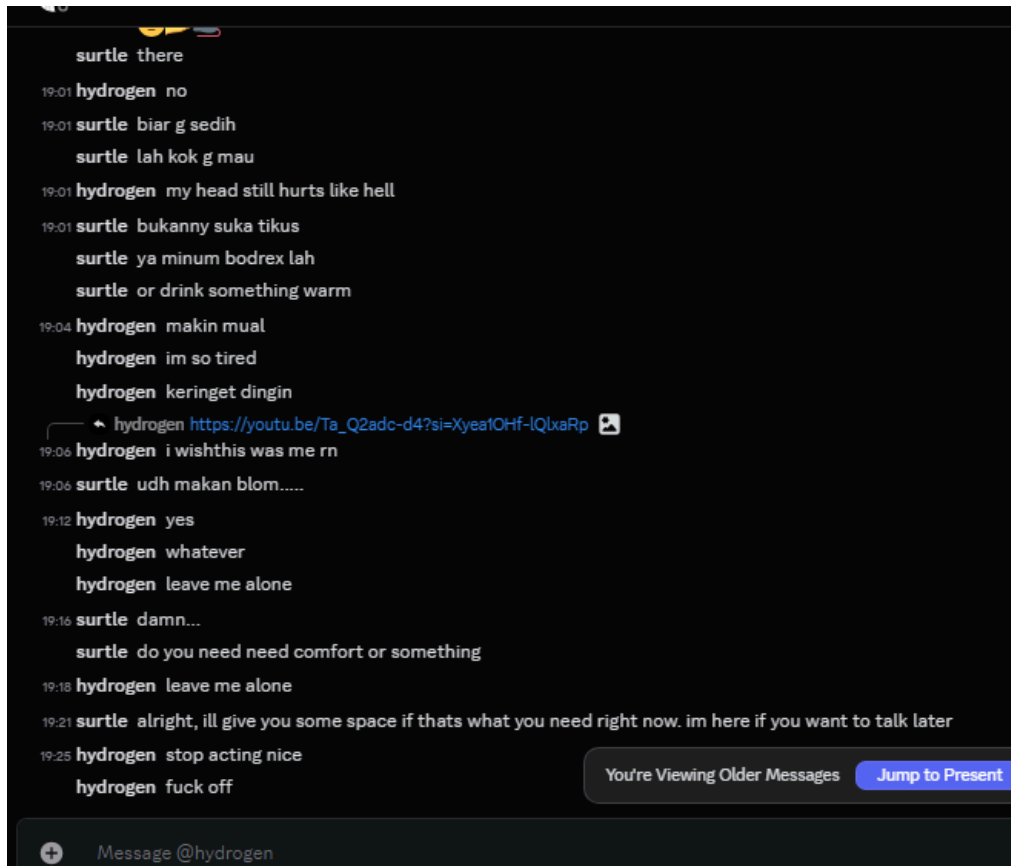 surtle there
19:01 hydrogen no
19:01 surtle biar g sedih
surtle lah kok g mau
19:01 hydrogen my head still hurts like hell
19:01 surtle bukanny suka tikus
surtle ya minum bodrex lah
surtle or drink something warm
19:04 hydrogen makin mual
hydrogen im so tired
hydrogen keringet dingin
hydrogen https://youtu.be/Ta_Q2adc-d4?si=Xyea1OHf-lQlxaRp
19:06 hydrogen i wishthis was me rn
19:06 surtle udh makan blom.....
19:12 hydrogen yes
hydrogen whatever
hydrogen leave me alone
19:16 surtle damn...
surtle do you need need comfort or something
19:18 hydrogen leave me alone
19:21 surtle alright, ill give you some space if thats what you need right now. im here if you want to talk later
19:25 hydrogen stop acting nice
hydrogen fuck off
You're Viewing Older Messages Jump to Present
Message @hydrogen